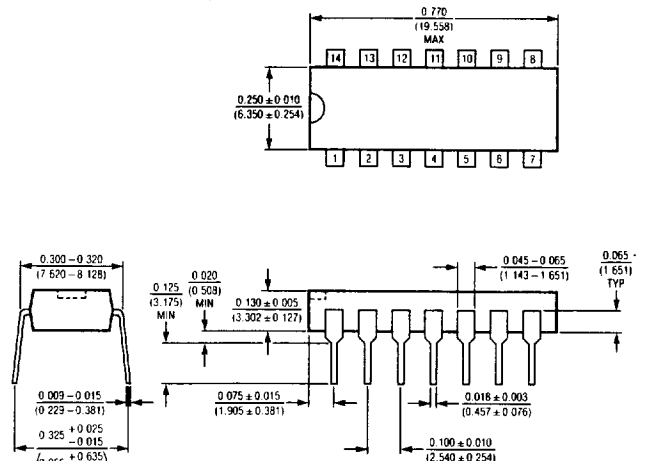 0.770
(19.558)
MAX
14 13 12 11 10 9 8
0.250 ± 0.010
(6.350 ± 0.254)
1 2 3 4 5 6 7
0.300 – 0.320
(7.620 – 8.128)
0.125
(3.175)
MIN
0.020
(0.508)
MIN
0.130 ± 0.005
(3.302 ± 0.127)
0.045 – 0.065
(1.143 – 1.651)
0.065
(1.651)
TYP
0.009 – 0.015
(0.229 – 0.381)
0.075 ± 0.015
(1.905 ± 0.381)
0.018 ± 0.003
(0.457 ± 0.076)
0.325 +0.025
-0.015
+0.635)
0.100 ± 0.010
(2.540 ± 0.254)